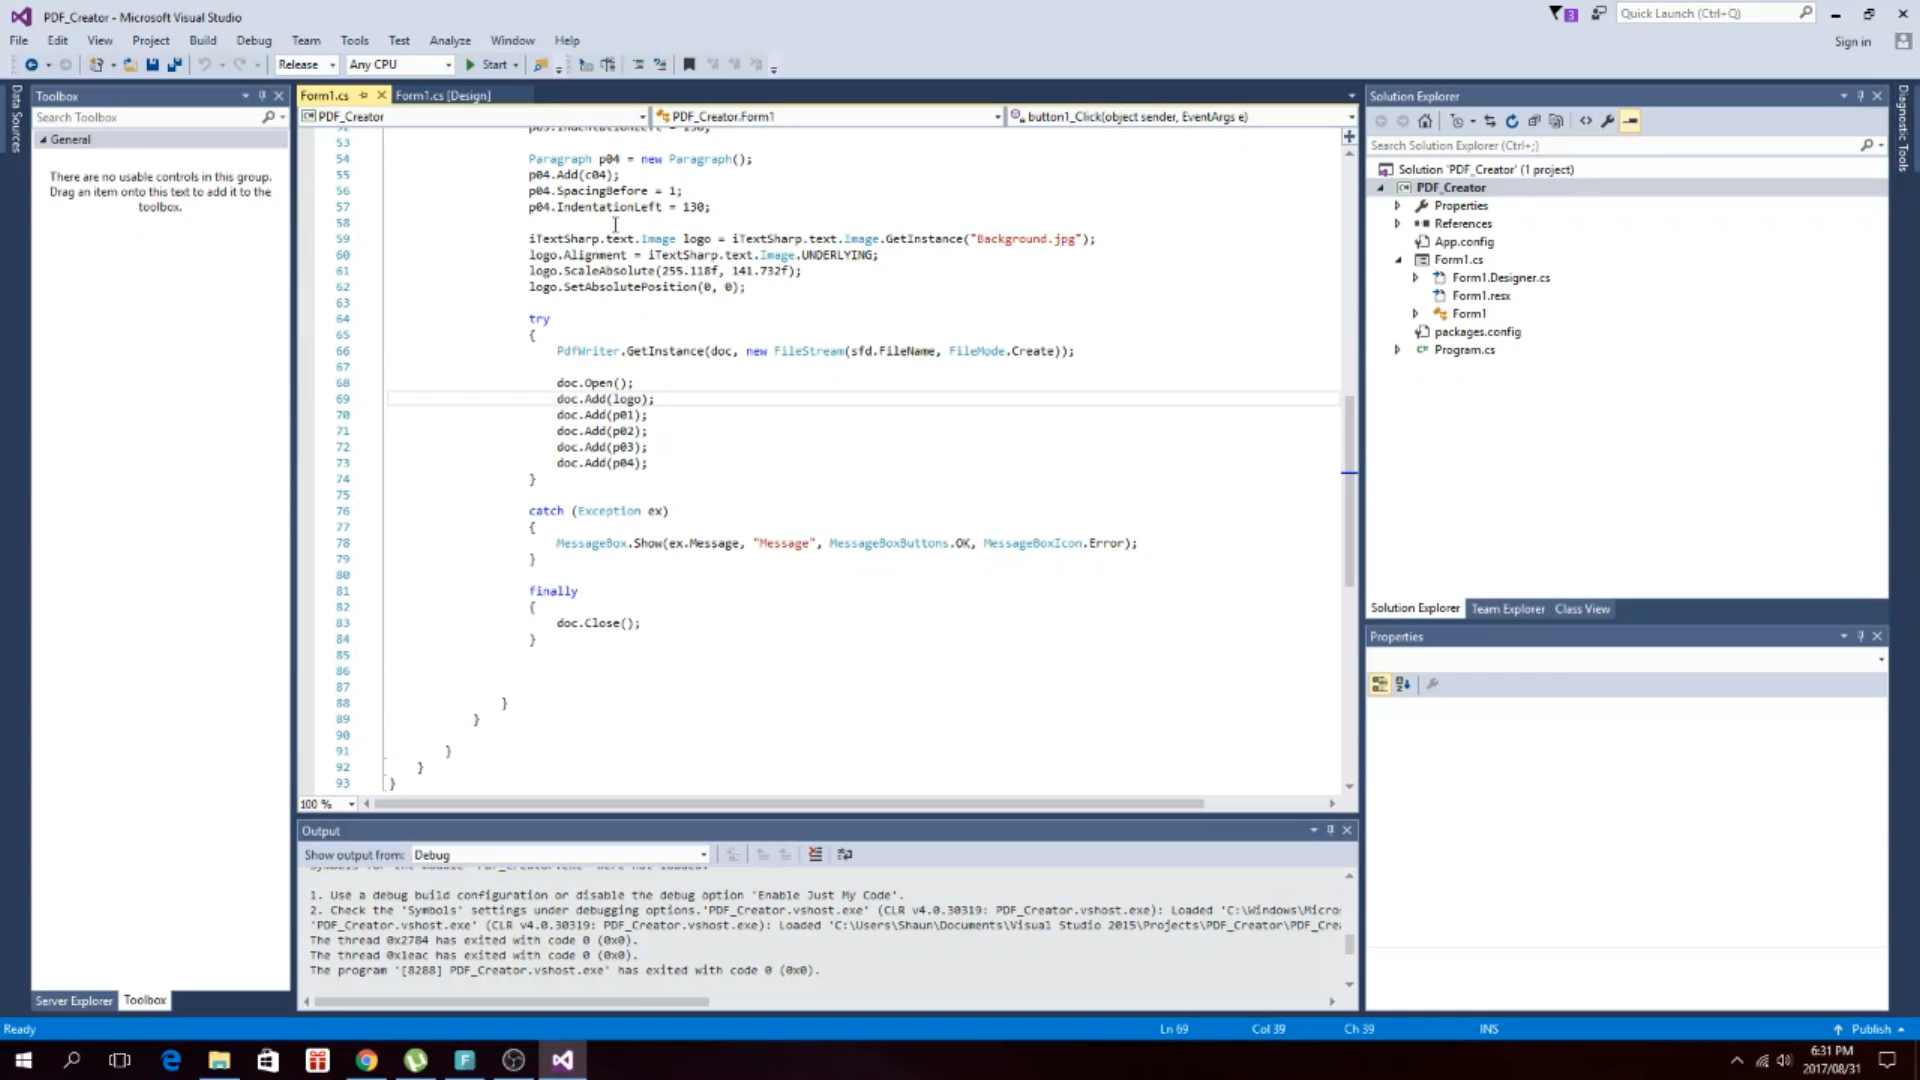 PDF_Creator - Microsoft Visual Studio
3
Quick Launch (Ctrl+Q)
File Edit View Project Build Debug Team Tools Test Analyze Window Help
Sign in
Release Any CPU Start
Data Sources
Toolbox
Search Toolbox
General
There are no usable controls in this group.
Drag an item onto this text to add it to the
toolbox.
Server Explorer Toolbox
Form1.cs Form1.cs [Design]
PDF_Creator PDF_Creator.Form1 button1_Click(object sender, EventArgs e)
53
54 Paragraph p04 = new Paragraph();
55 p04.Add(c04);
56 p04.SpacingBefore = 1;
57 p04.IndentationLeft = 130;
58
59 iTextSharp.text.Image logo = iTextSharp.text.Image.GetInstance("Background.jpg");
60 logo.Alignment = iTextSharp.text.Image.UNDERLYING;
61 logo.ScaleAbsolute(255.118f, 141.732f);
62 logo.SetAbsolutePosition(0, 0);
63
64 try
65 {
66 PdfWriter.GetInstance(doc, new FileStream(sfd.FileName, FileMode.Create));
67
68 doc.Open();
69 doc.Add(logo);
70 doc.Add(p01);
71 doc.Add(p02);
72 doc.Add(p03);
73 doc.Add(p04);
74 }
75
76 catch (Exception ex)
77 {
78 MessageBox.Show(ex.Message, "Message", MessageBoxButtons.OK, MessageBoxIcon.Error);
79 }
80
81 finally
82 {
83 doc.Close();
84 }
85
86
87
88 }
89 }
90
91 }
92 }
93 }
100 %
Output
Show output from: Debug
1. Use a debug build configuration or disable the debug option 'Enable Just My Code'.
2. Check the 'Symbols' settings under debugging options.'PDF_Creator.vshost.exe' (CLR v4.0.30319: PDF_Creator.vshost.exe): Loaded 'C:\Windows\Micros
'PDF_Creator.vshost.exe' (CLR v4.0.30319: PDF_Creator.vshost.exe): Loaded 'C:\Users\Shaun\Documents\Visual Studio 2015\Projects\PDF_Creator\PDF_Cre
The thread 0x2784 has exited with code 0 (0x0).
The thread 0x1eac has exited with code 0 (0x0).
The program '[8288] PDF_Creator.vshost.exe' has exited with code 0 (0x0).
Solution Explorer
Search Solution Explorer (Ctrl+;)
Solution 'PDF_Creator' (1 project)
PDF_Creator
Properties
References
App.config
Form1.cs
Form1.Designer.cs
Form1.resx
Form1
packages.config
Program.cs
Solution Explorer Team Explorer Class View
Properties
Diagnostic Tools
Ready Ln 69 Col 39 Ch 39 INS Publish
6:31 PM
2017/08/31